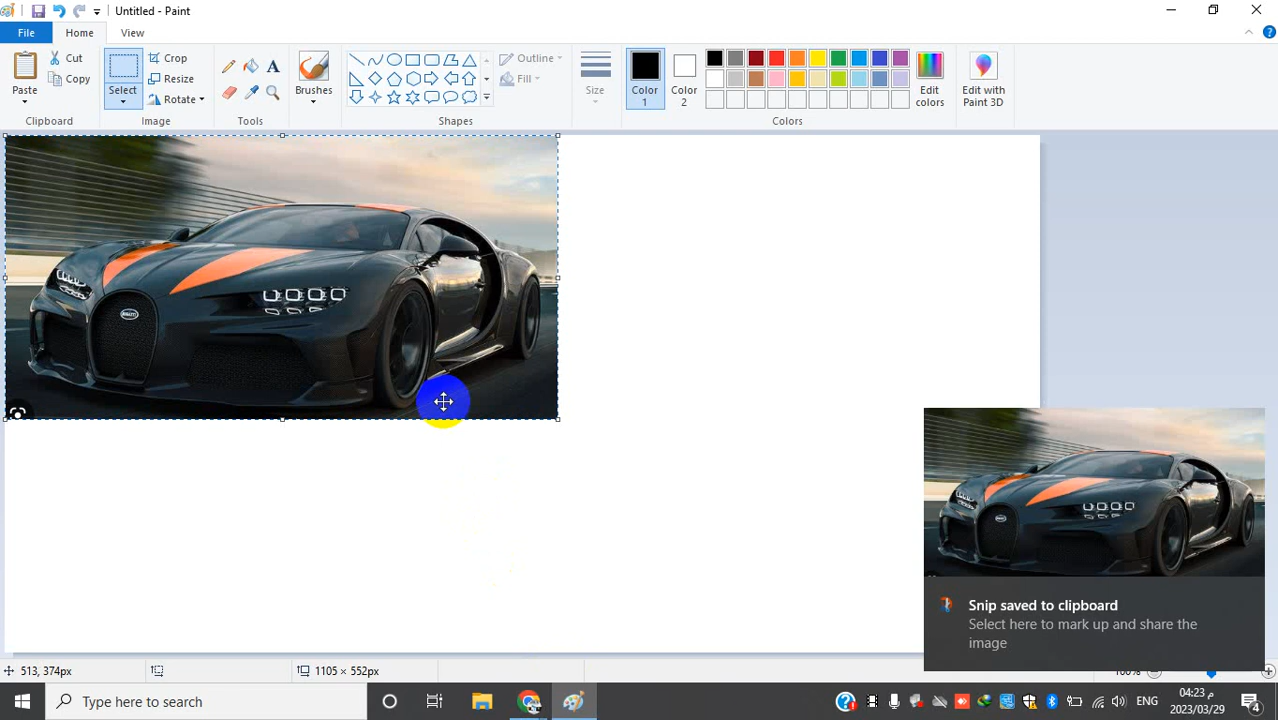 Untitled - Paint
File
Home
View
Paste
Cut
Copy
Clipboard
Select
Crop
Resize
Rotate
Image
A
Tools
Brushes
Shapes
Outline
Fill
Size
Color
1
Color
2
Edit
colors
Colors
Edit with
Paint 3D
Snip saved to clipboard
Select here to mark up and share the
image
513, 374px
1105 × 552px
100%
Type here to search
ENG
04:23 م
2023/03/29
4